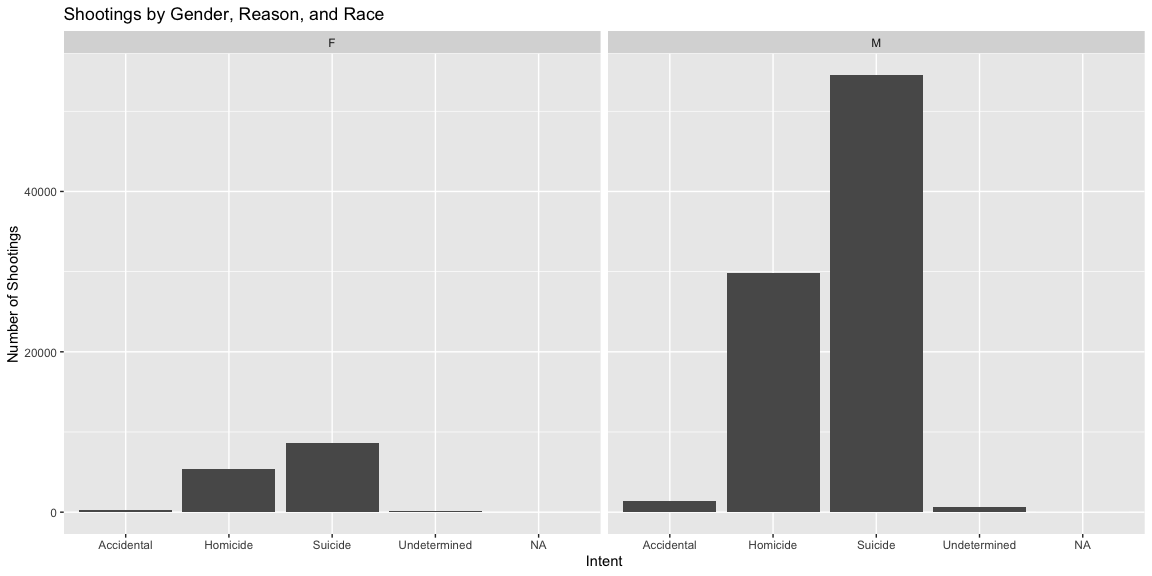 Shootings by Gender, Reason, and Race
F
M
40000
20000
0
Number of Shootings
Accidental Homicide Suicide Undetermined NA
Accidental Homicide Suicide Undetermined NA
Intent